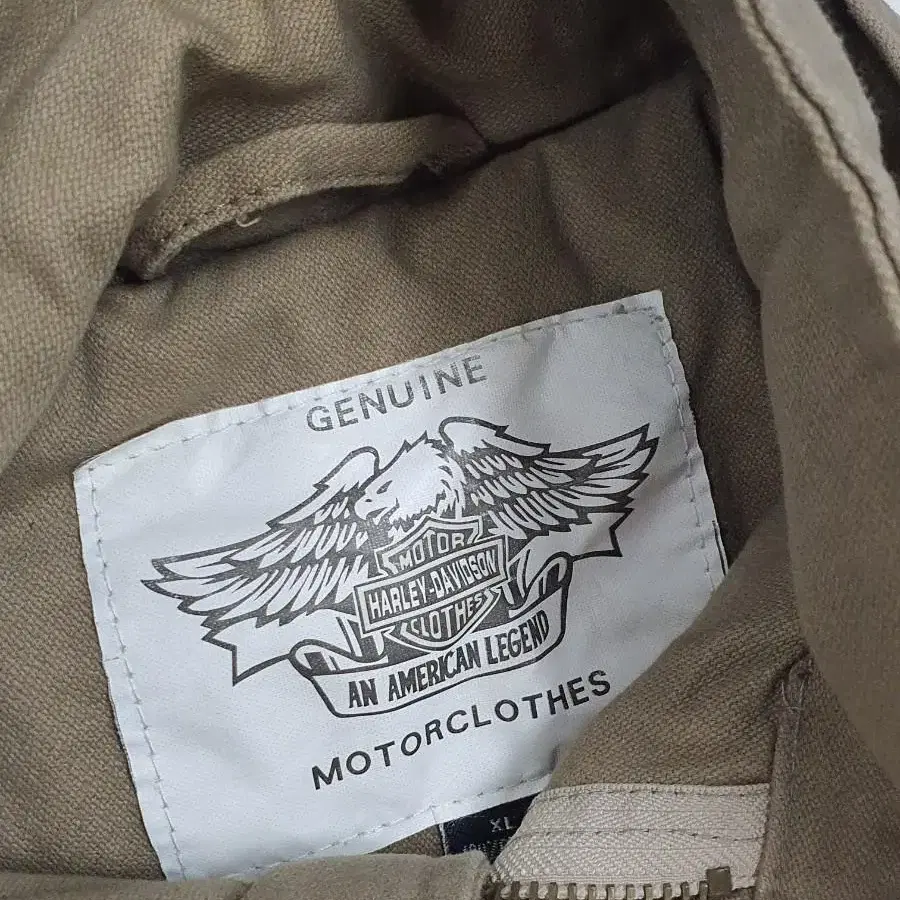 GENUINE
MOTOR
HARLEY-DAVIDSON
CLOTHES
AN AMERICAN LEGEND
MOTORCLOTHES
XL